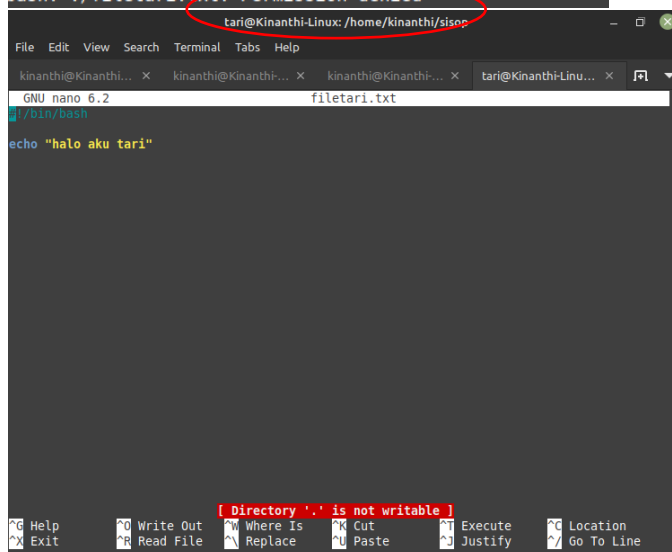 tari@Kinanthi-Linux: /home/kinanthi/sisop
File Edit View Search Terminal Tabs Help
kinanthi@Kinanthi... × kinanthi@Kinanthi-... × kinanthi@Kinanthi-... × tari@Kinanthi-Linu... ×
GNU nano 6.2 filetari.txt
#!/bin/bash
echo "halo aku tari"
[ Directory '.' is not writable ]
^G Help ^O Write Out ^W Where Is ^K Cut ^T Execute ^C Location
^X Exit ^R Read File ^\ Replace ^U Paste ^J Justify ^/ Go To Line